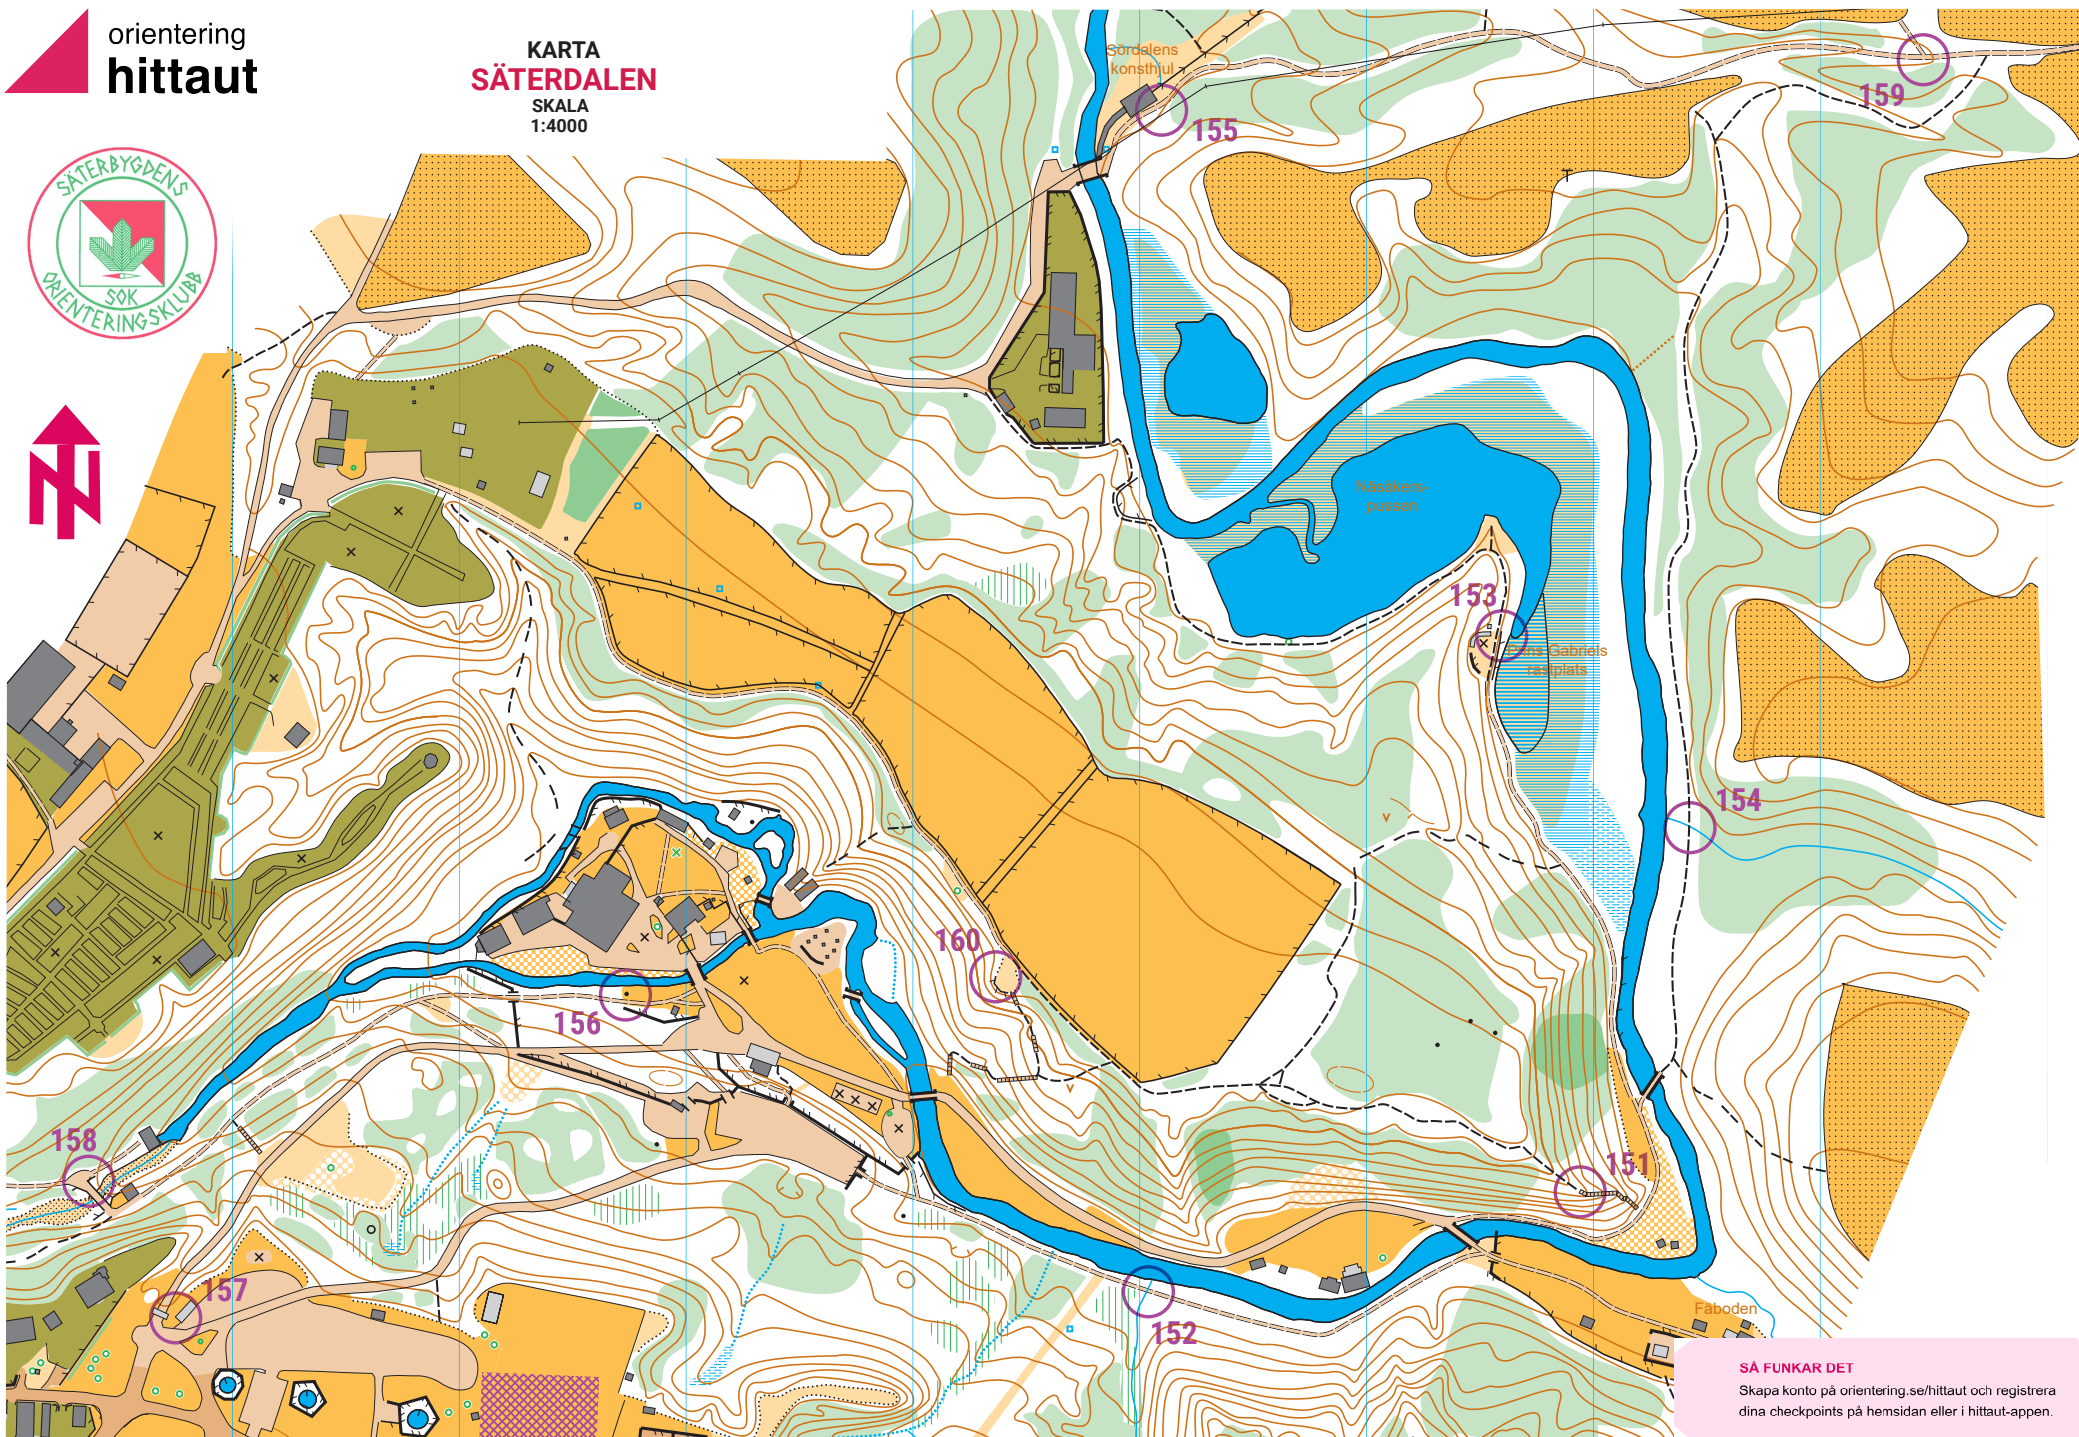 orientering
hittaut
KARTA
SÄTERDALEN
SKALA
1:4000
SÄTERBYGDENS
SOK
ORIENTERINGSKLUBB
N
Sördalens
konsthjul
155
159
Näsåkers-
pussen
153
Prins Gabriels
rastplats
154
160
156
158
151
157
152
Fäboden
SÅ FUNKAR DET
Skapa konto på orientering.se/hittaut och registrera
dina checkpoints på hemsidan eller i hittaut-appen.